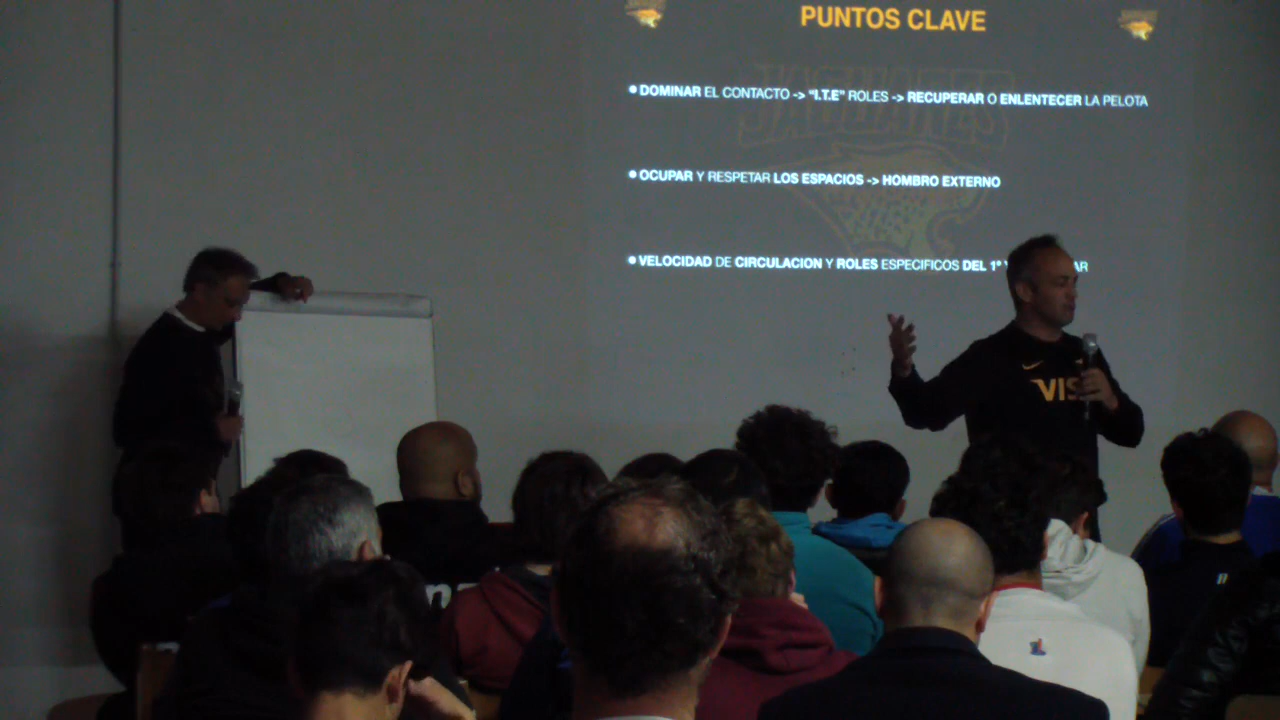 PUNTOS CLAVE
JAGUARES
• DOMINAR EL CONTACTO -> "I.T.E" ROLES -> RECUPERAR O ENLENTECER LA PELOTA
• OCUPAR Y RESPETAR LOS ESPACIOS -> HOMBRO EXTERNO
• VELOCIDAD DE CIRCULACION Y ROLES ESPECIFICOS DEL 1°
VIS